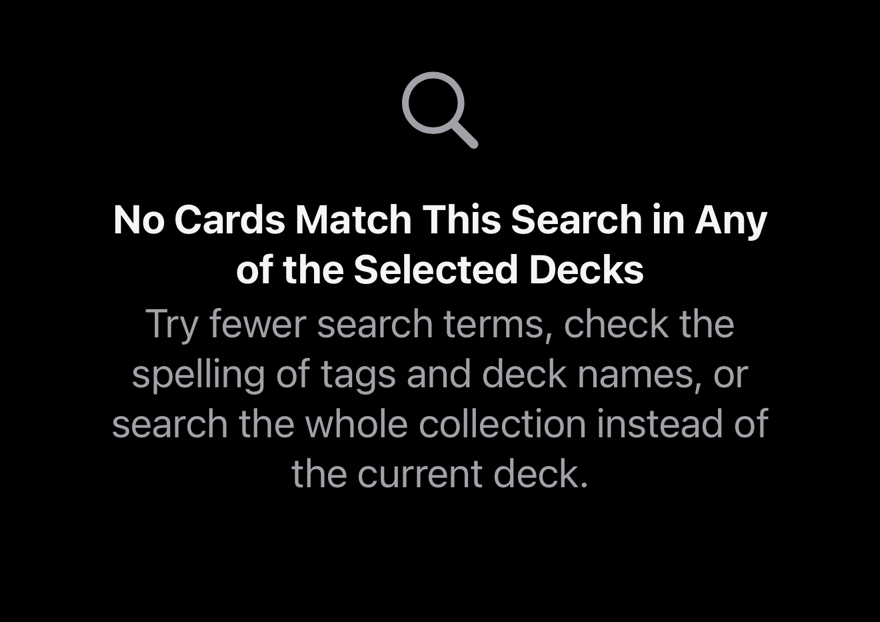 No Cards Match This Search in Any
of the Selected Decks
Try fewer search terms, check the
spelling of tags and deck names, or
search the whole collection instead of
the current deck.